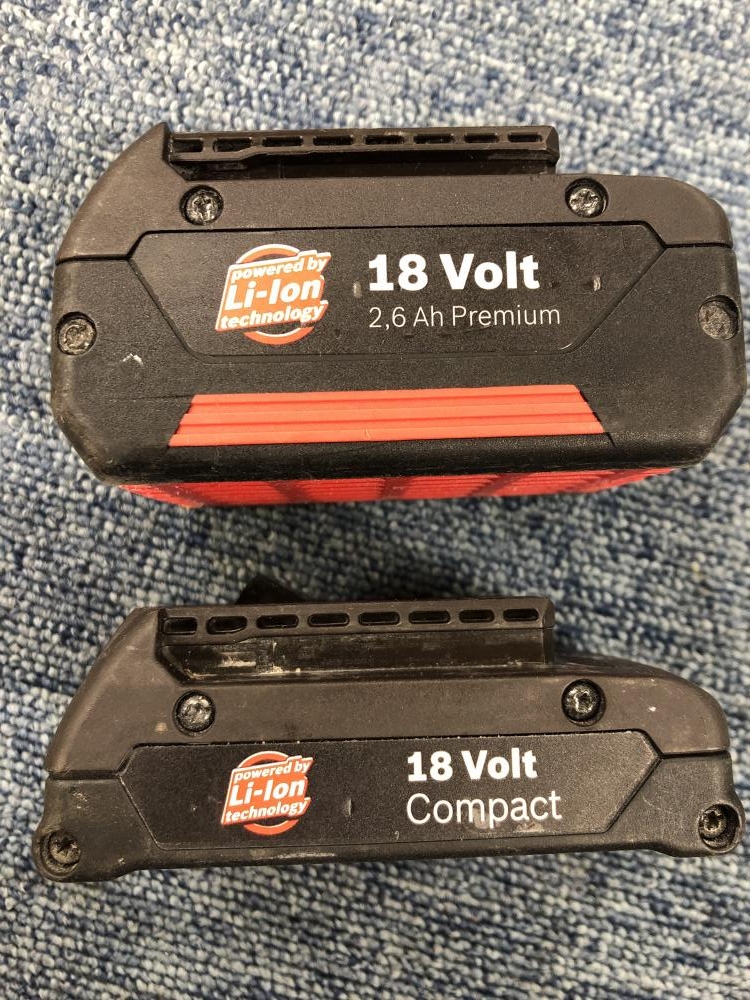 powered by
Li-Ion
technology
18 Volt
2,6 Ah Premium
powered by
Li-Ion
technology
18 Volt
Compact